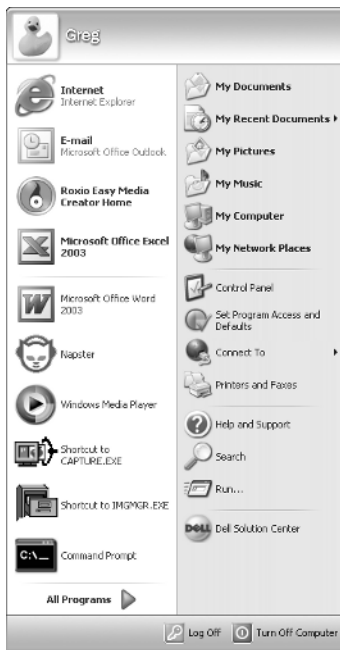 Greg
Internet
Internet Explorer
E-mail
Microsoft Office Outlook
Roxio Easy Media
Creator Home
Microsoft Office Excel
2003
Microsoft Office Word
2003
Napster
Windows Media Player
Shortcut to
CAPTURE.EXE
Shortcut to IMGMGR.EXE
C:\_
Command Prompt
All Programs
My Documents
My Recent Documents
My Pictures
My Music
My Computer
My Network Places
Control Panel
Set Program Access and
Defaults
Connect To
Printers and Faxes
Help and Support
Search
Run...
DELL Dell Solution Center
Log Off
Turn Off Computer